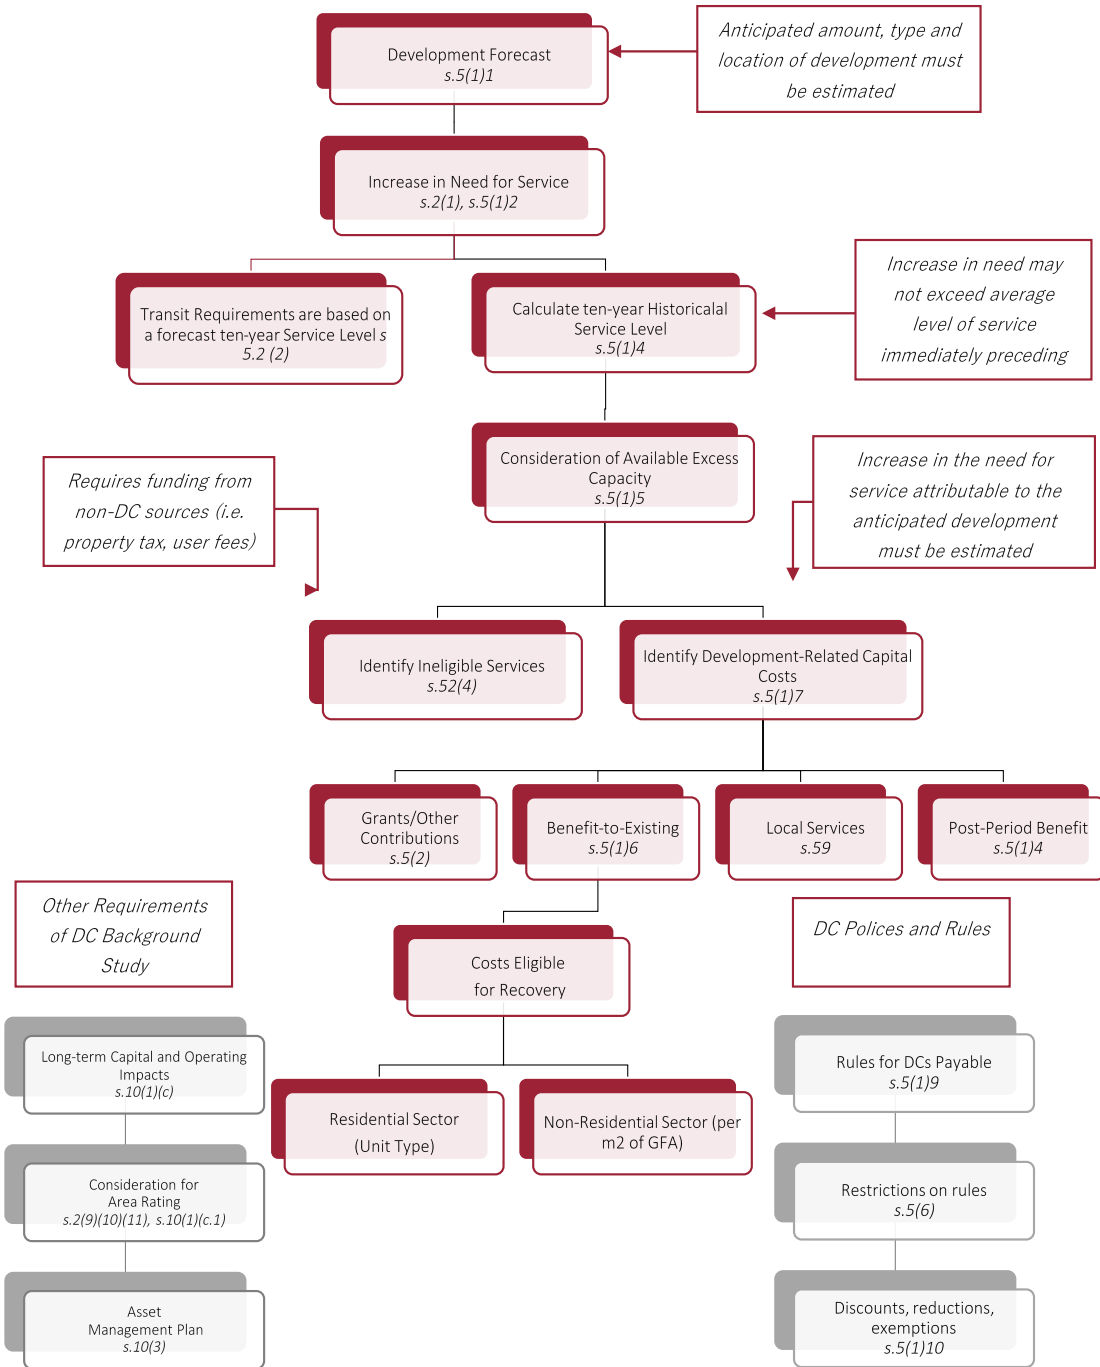 Development Forecast
s.5(1)1
Anticipated amount, type and
location of development must
be estimated
Increase in Need for Service
s.2(1), s.5(1)2
Transit Requirements are based on
a forecast ten-year Service Level s
5.2 (2)
Calculate ten-year Historicalal
Service Level
s.5(1)4
Increase in need may
not exceed average
level of service
immediately preceding
Consideration of Available Excess
Capacity
s.5(1)5
Requires funding from
non-DC sources (i.e.
property tax, user fees)
Increase in the need for
service attributable to the
anticipated development
must be estimated
Identify Ineligible Services
s.52(4)
Identify Development-Related Capital
Costs
s.5(1)7
Grants/Other
Contributions
s.5(2)
Benefit-to-Existing
s.5(1)6
Local Services
s.59
Post-Period Benefit
s.5(1)4
Costs Eligible
for Recovery
Residential Sector
(Unit Type)
Non-Residential Sector (per
m2 of GFA)
Other Requirements
of DC Background
Study
Long-term Capital and Operating
Impacts
s.10(1)(c)
Consideration for
Area Rating
s.2(9)(10)(11), s.10(1)(c.1)
Asset
Management Plan
s.10(3)
DC Polices and Rules
Rules for DCs Payable
s.5(1)9
Restrictions on rules
s.5(6)
Discounts, reductions,
exemptions
s.5(1)10